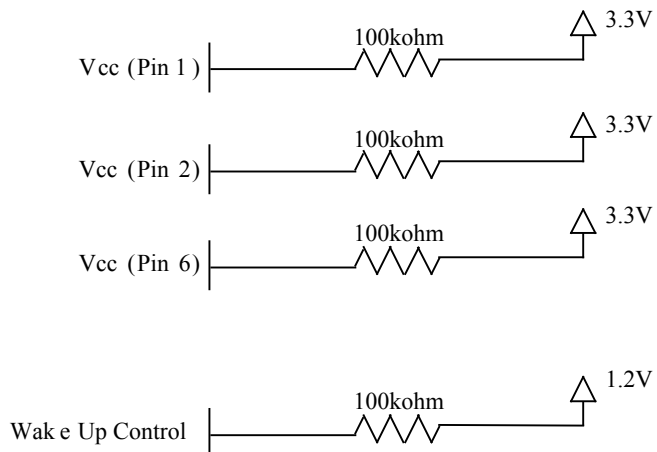 100kohm
3.3V
Vcc (Pin 1 )
100kohm
3.3V
Vcc (Pin 2)
100kohm
3.3V
Vcc (Pin 6)
100kohm
1.2V
Wak e Up Control